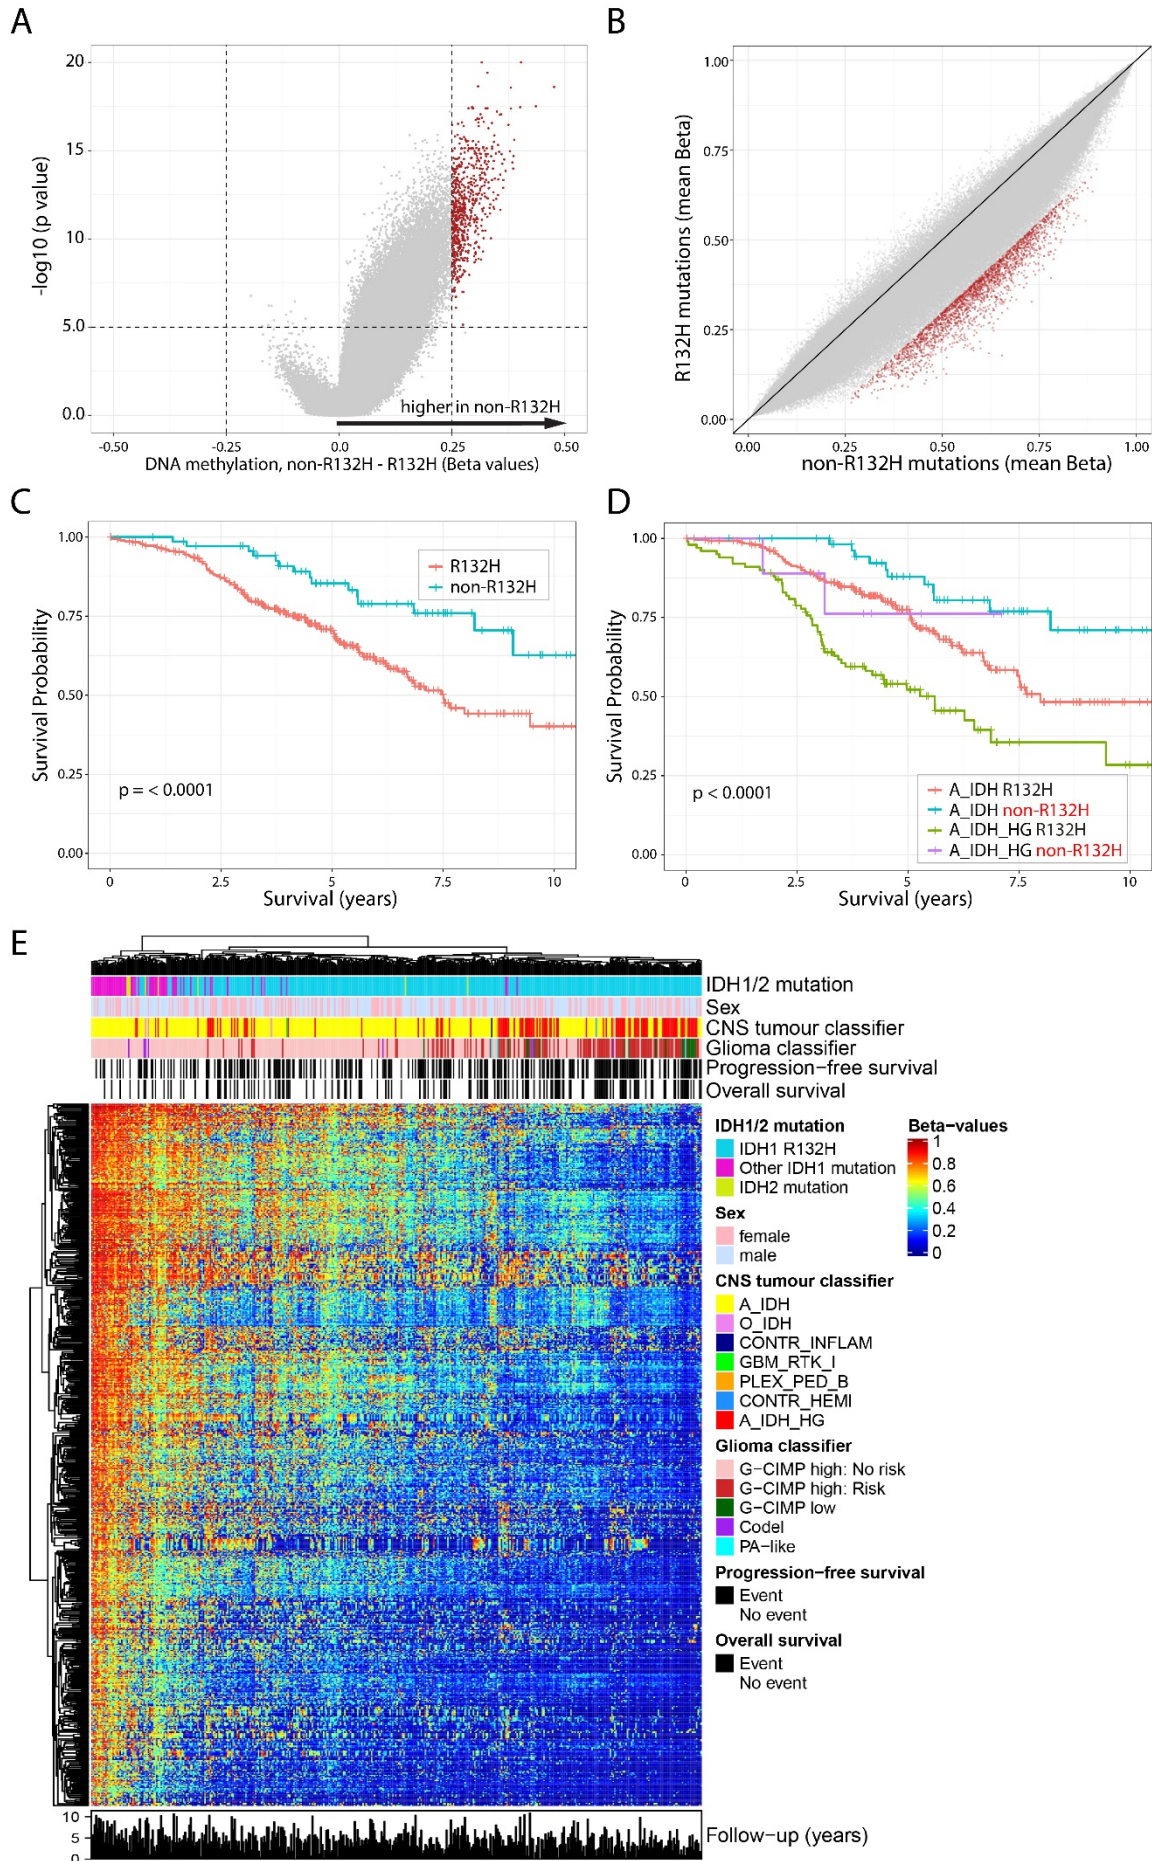 A
20
15
10
5.0
0.0
-log10 (p value)
higher in non-R132H
-0.50
-0.25
0.0
0.25
0.50
DNA methylation, non-R132H - R132H (Beta values)
B
1.00
0.75
0.50
0.25
0.00
R132H mutations (mean Beta)
0.00
0.25
0.50
0.75
1.00
non-R132H mutations (mean Beta)
C
1.00
0.75
0.50
0.25
0.00
Survival Probability
R132H
non-R132H
p = < 0.0001
0
2.5
5
7.5
10
Survival (years)
D
1.00
0.75
0.50
0.25
0.00
Survival Probability
p < 0.0001
A_IDH R132H
A_IDH non-R132H
A_IDH_HG R132H
A_IDH_HG non-R132H
0
2.5
5
7.5
10
Survival (years)
E
IDH1/2 mutation
Sex
CNS tumour classifier
Glioma classifier
Progression-free survival
Overall survival
IDH1/2 mutation
IDH1 R132H
Other IDH1 mutation
IDH2 mutation
Sex
female
male
CNS tumour classifier
A_IDH
O_IDH
CONTR_INFLAM
GBM_RTK_I
PLEX_PED_B
CONTR_HEMI
A_IDH_HG
Glioma classifier
G-CIMP high: No risk
G-CIMP high: Risk
G-CIMP low
Codel
PA-like
Progression-free survival
Event
No event
Overall survival
Event
No event
Beta-values
1
0.8
0.6
0.4
0.2
0
10
5
0
Follow-up (years)